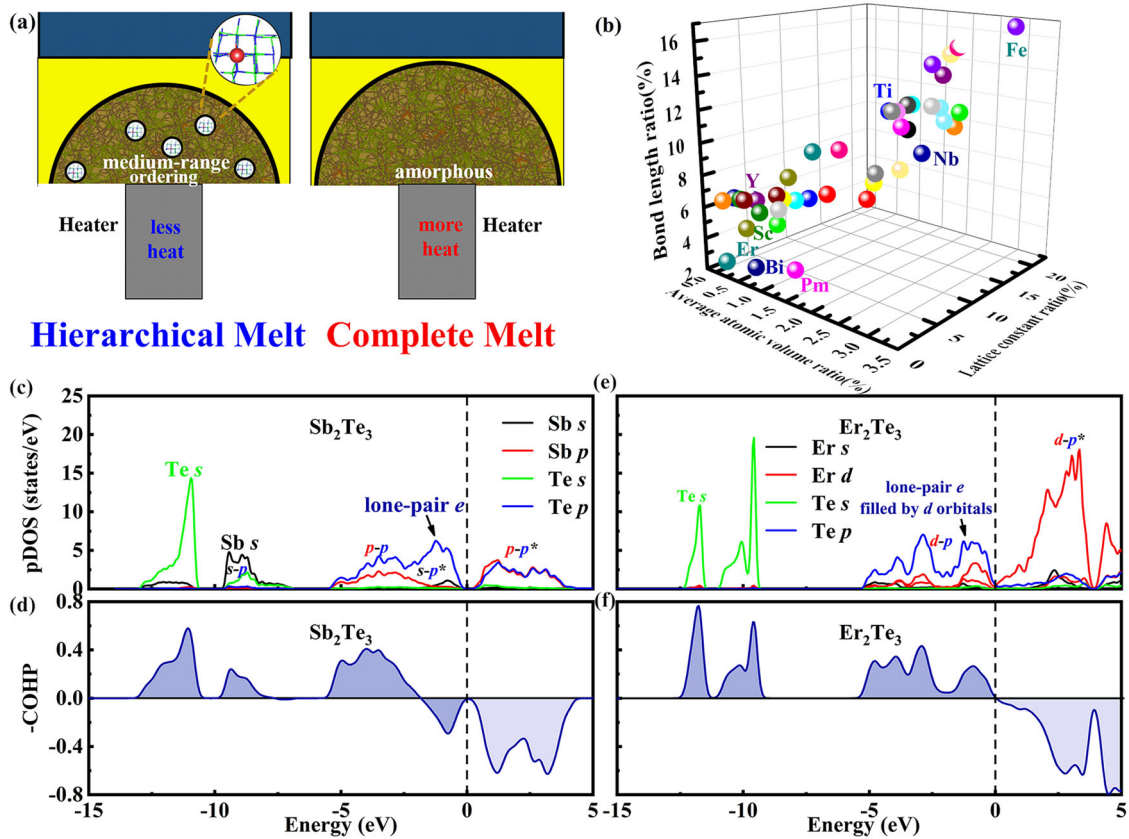 (a)
medium-range
ordering
amorphous
Heater
less
heat
more
heat
Heater
Hierarchical Melt
Complete Melt
(b)
Bond length ratio(%)
16
14
12
10
8
6
4
2
0.0
0.5
1.0
1.5
2.0
2.5
3.0
3.5
Average atomic volume ratio(%)
0
5
10
15
20
Lattice constant ratio(%)
Fe
Ti
Nb
Y
Sc
Er
Bi
Pm
(c)
pDOS (states/eV)
25
20
15
10
5
0
Sb₂Te₃
Sb s
Sb p
Te s
Te p
Te s
Sb s
s-p
p-p
s-p*
lone-pair e
p-p*
(e)
Er₂Te₃
Er s
Er d
Te s
Te p
Te s
d-p
lone-pair e
filled by d orbitals
d-p*
(d)
-COHP
0.8
0.4
0.0
-0.4
-0.8
Sb₂Te₃
-15
-10
-5
0
5
Energy (eV)
(f)
Er₂Te₃
-10
-5
0
5
Energy (eV)